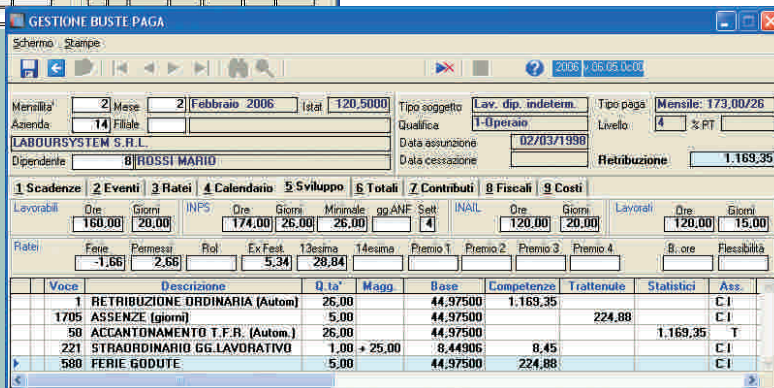 GESTIONE BUSTE PAGA
Schermo Stampe
2006 v.06.05.0c00
Mensilita' 2 Mese 2 Febbraio 2006 Istat 120,5000 Tipo soggetto Lav. dip. indeterm. Tipo paga Mensile: 173,00/26
Azienda 14 Filiale Qualifica 1-Operaio Livello 4 % PT
LABOURSYSTEM S.R.L. Data assunzione 02/03/1998
Dipendente 8 ROSSI MARIO Data cessazione Retribuzione 1.169,35
1 Scadenze 2 Eventi 3 Ratei 4 Calendario 5 Sviluppo 6 Totali 7 Contributi 8 Fiscali 9 Costi
Lavorabili Ore Giorni INPS Ore Giorni Minimale gg.ANF Sett INAIL Ore Giorni Lavorati Ore Giorni
160,00 20,00 174,00 26,00 26,00 4 120,00 20,00 120,00 15,00
Ratei Ferie Permessi Rol Ex Fest. 13esima 14esima Premio 1 Premio 2 Premio 3 Premio 4 B. ore Flessibilità
-1,66 2,66 5,34 28,84
Voce Descrizione Q.ta' Magg. Base Competenze Trattenute Statistici Ass.
1 RETRIBUZIONE ORDINARIA (Autom) 26,00 44,97500 1.169,35 C I
1705 ASSENZE (giorni) 5,00 44,97500 224,88 C I
50 ACCANTONAMENTO T.F.R. (Autom.) 26,00 44,97500 1.169,35 T
221 STRAORDINARIO GG.LAVORATIVO 1,00 + 25,00 8,44906 8,45 C I
580 FERIE GODUTE 5,00 44,97500 224,88 C I